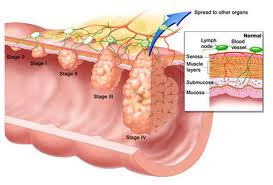 Spread to other organs
Normal
Lymph
node
Blood
vessel
Serosa
Muscle
layers
Submucosa
Mucosa
Stage 0
Stage I
Stage II
Stage III
Stage IV